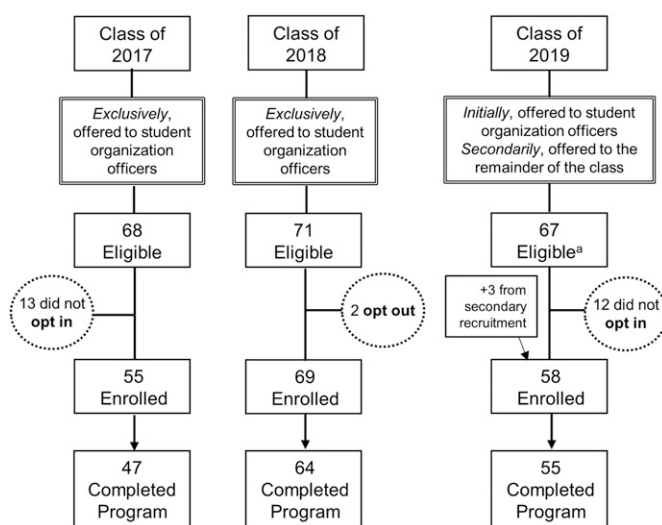 Class of
2017
Exclusively,
offered to student
organization
officers
68
Eligible
13 did not
opt in
55
Enrolled
47
Completed
Program
Class of
2018
Exclusively,
offered to student
organization
officers
71
Eligible
2 opt out
69
Enrolled
64
Completed
Program
Class of
2019
Initially, offered to student
organization officers
Secondarily, offered to the
remainder of the class
67
Eligibleᵃ
+3 from
secondary
recruitment
12 did not
opt in
58
Enrolled
55
Completed
Program